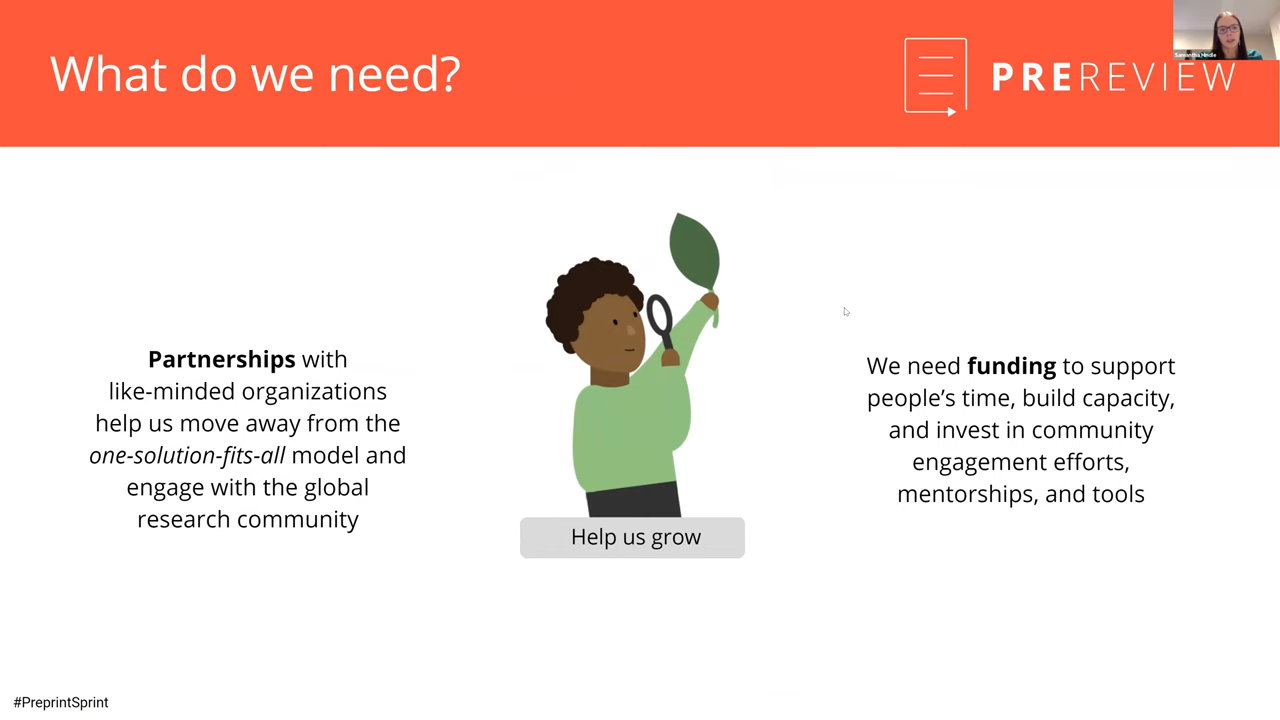 What do we need?
PREREVIEW
Samantha Hindle
Partnerships with
like-minded organizations
help us move away from the
one-solution-fits-all model and
engage with the global
research community
Help us grow
We need funding to support
people’s time, build capacity,
and invest in community
engagement efforts,
mentorships, and tools
#PreprintSprint